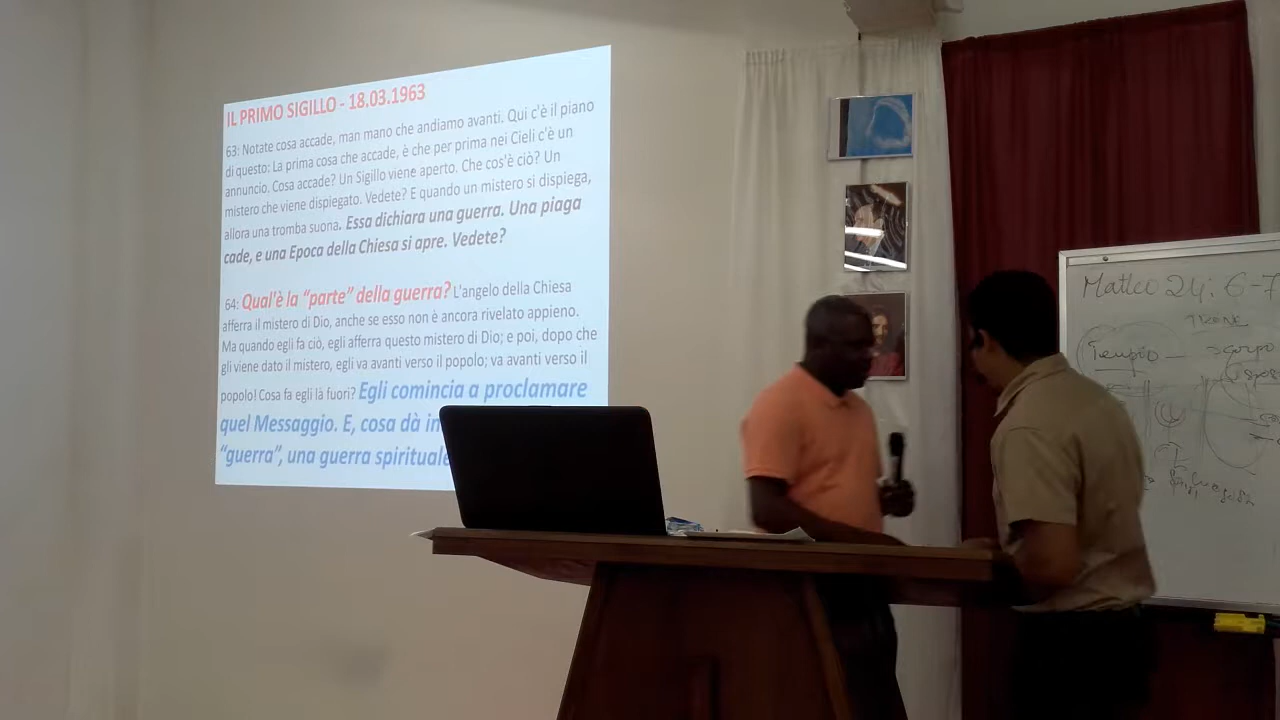 IL PRIMO SIGILLO - 18.03.1963
63: Notate cosa accade, man mano che andiamo avanti. Qui c'è il piano
di questo: La prima cosa che accade, è che per prima nei Cieli c'è un
annuncio. Cosa accade? Un Sigillo viene aperto. Che cos'è ciò? Un
mistero che viene dispiegato. Vedete? E quando un mistero si dispiega,
allora una tromba suona. Essa dichiara una guerra. Una piaga
cade, e una Epoca della Chiesa si apre. Vedete?
64: Qual'è la "parte" della guerra? L'angelo della Chiesa
afferra il mistero di Dio, anche se esso non è ancora rivelato appieno.
Ma quando egli fa ciò, egli afferra questo mistero di Dio; e poi, dopo che
gli viene dato il mistero, egli va avanti verso il popolo; va avanti verso il
popolo! Cosa fa egli là fuori? Egli comincia a proclamare
quel Messaggio. E, cosa dà in
"guerra", una guerra spirituale
Matteo 24: 6-7
Tempio